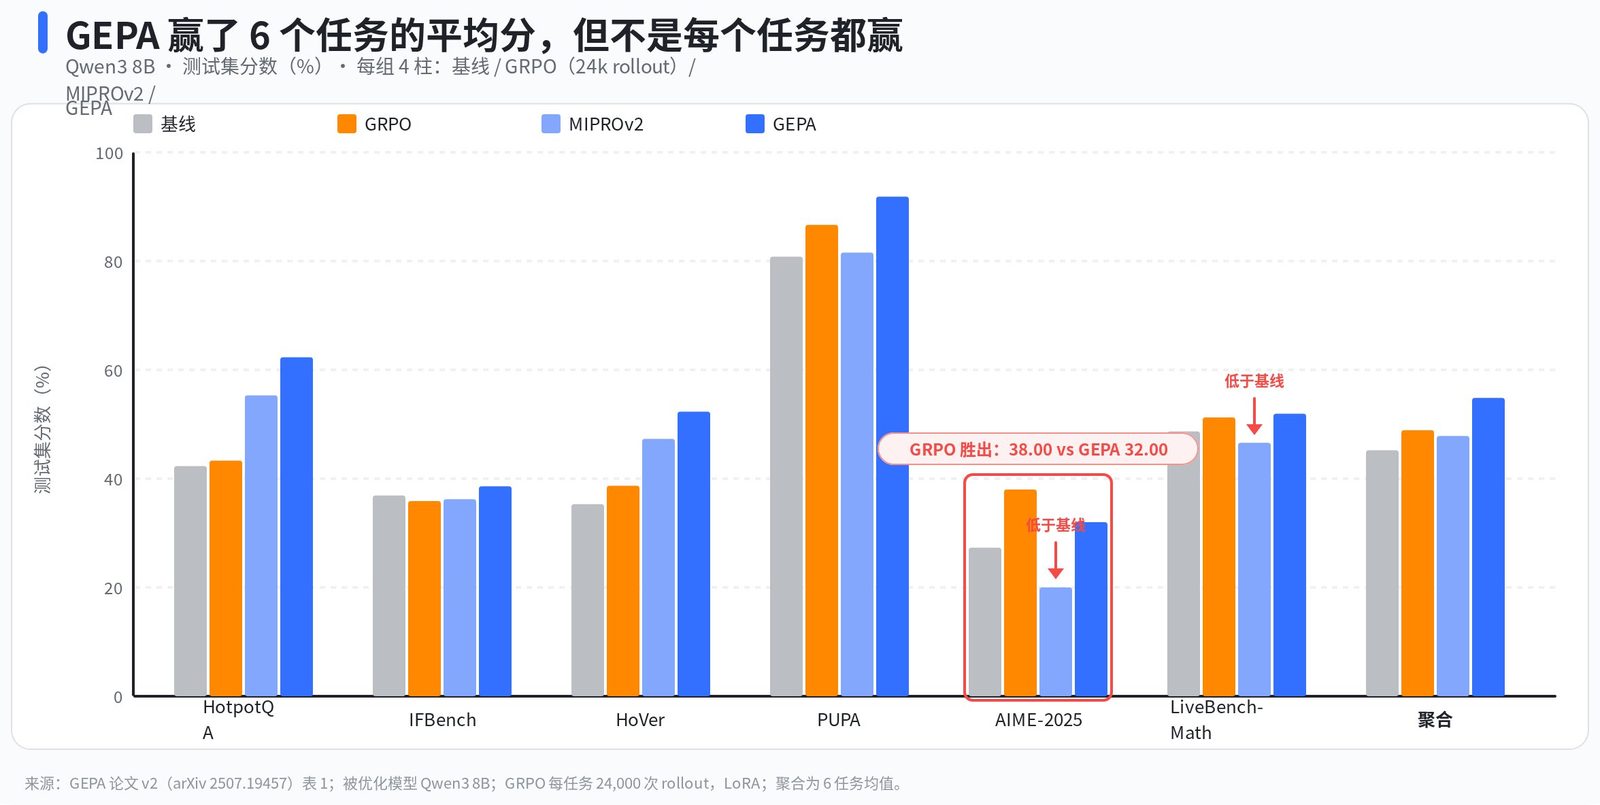 GEPA 赢了 6 个任务的平均分，但不是每个任务都赢
Qwen3 8B · 测试集分数（%）· 每组 4 柱：基线 / GRPO（24k rollout）/
MIPROv2 /
GEPA
基线
GRPO
MIPROv2
GEPA
测试集分数（%）
100
80
60
40
20
0
低于基线
GRPO 胜出：38.00 vs GEPA 32.00
低于基线
HotpotQ
A
IFBench
HoVer
PUPA
AIME-2025
LiveBench-
Math
聚合
来源：GEPA 论文 v2（arXiv 2507.19457）表 1；被优化模型 Qwen3 8B；GRPO 每任务 24,000 次 rollout，LoRA；聚合为 6 任务均值。